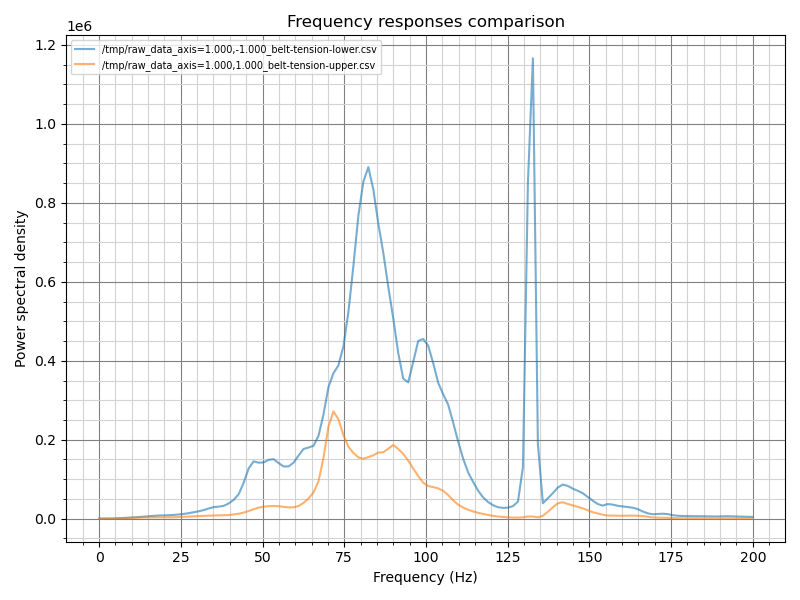 Frequency responses comparison
1e6
/tmp/raw_data_axis=1.000,-1.000_belt-tension-lower.csv
/tmp/raw_data_axis=1.000,1.000_belt-tension-upper.csv
1.2
1.0
0.8
0.6
0.4
0.2
0.0
Power spectral density
0 25 50 75 100 125 150 175 200
Frequency (Hz)